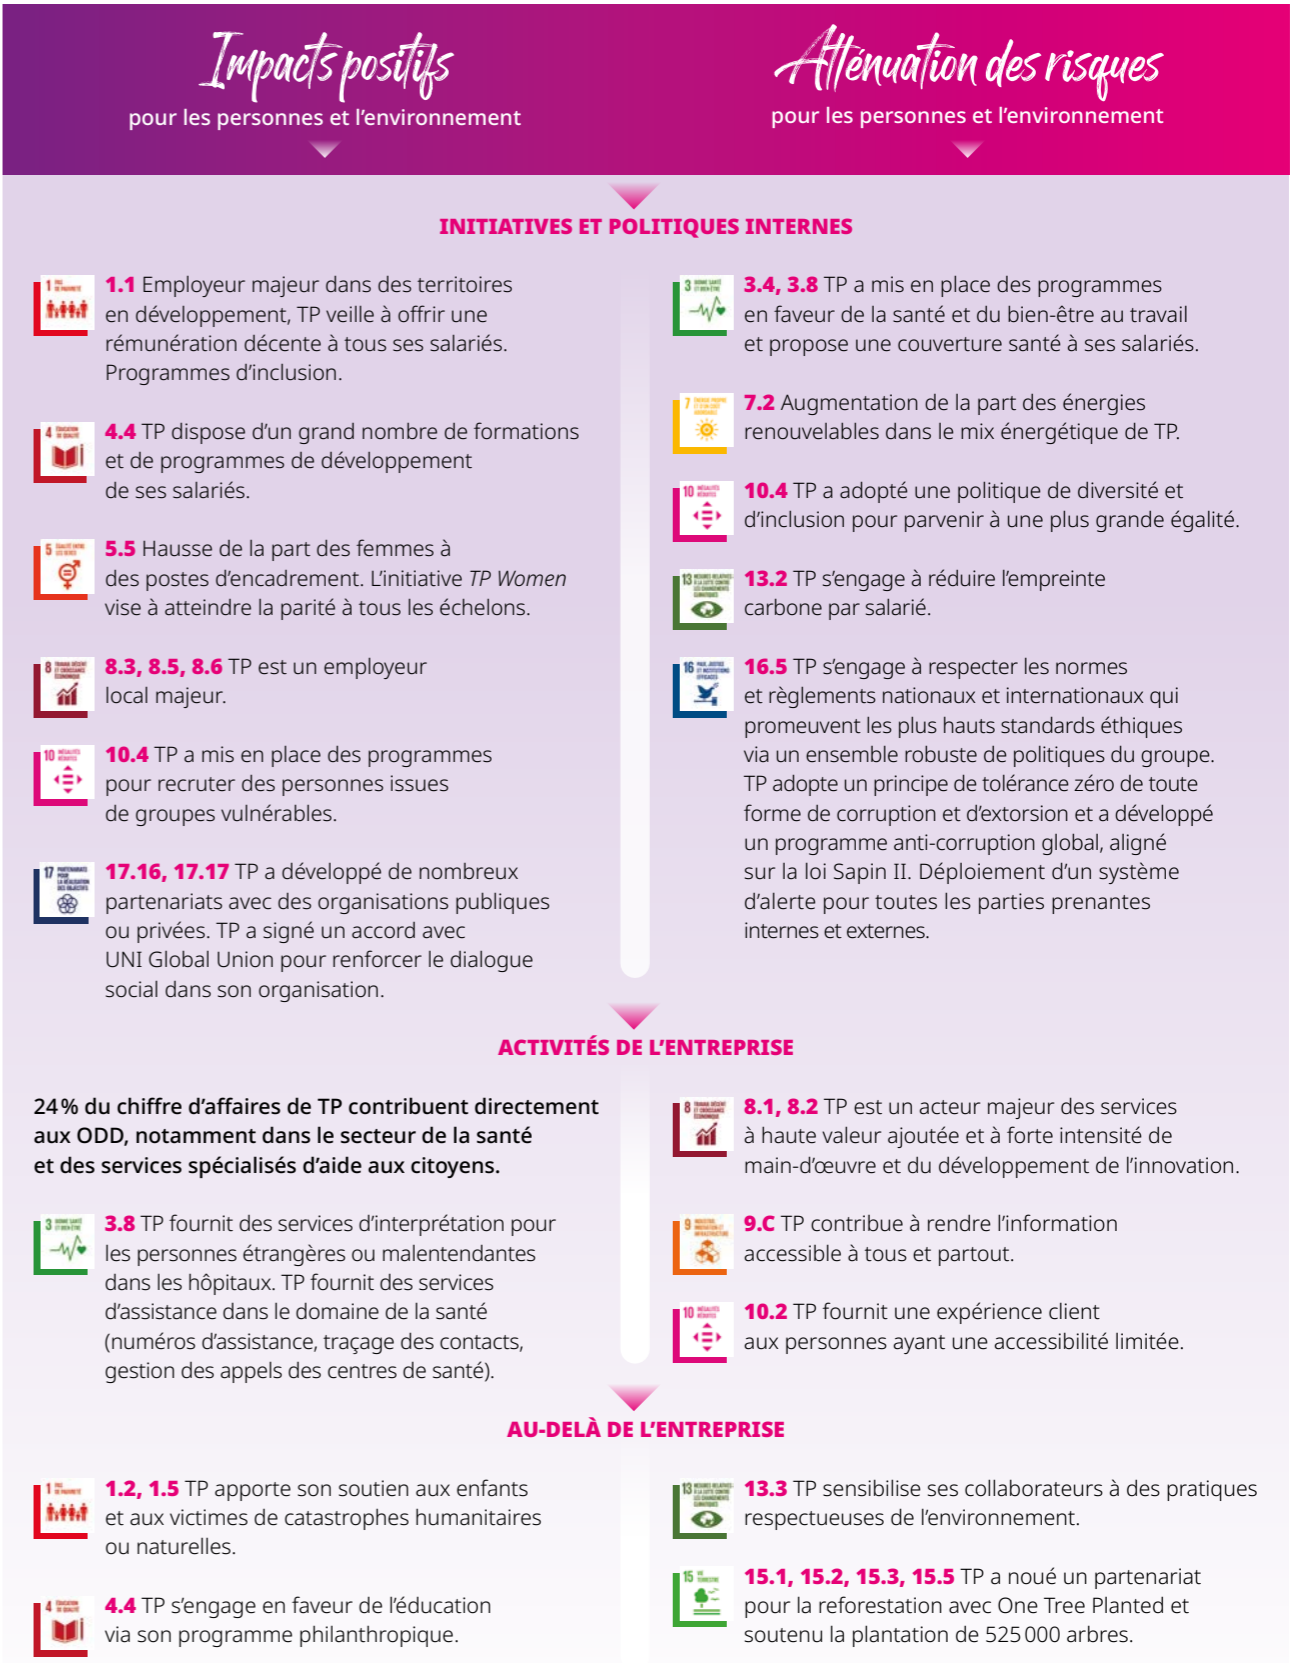 Impacts positifs
pour les personnes et l'environnement
Atténuation des risques
pour les personnes et l'environnement
INITIATIVES ET POLITIQUES INTERNES
1.1 Employeur majeur dans des territoires
en développement, TP veille à offrir une
rémunération décente à tous ses salariés.
Programmes d'inclusion.
4.4 TP dispose d'un grand nombre de formations
et de programmes de développement
de ses salariés.
5.5 Hausse de la part des femmes à
des postes d'encadrement. L'initiative TP Women
vise à atteindre la parité à tous les échelons.
8.3, 8.5, 8.6 TP est un employeur
local majeur.
10.4 TP a mis en place des programmes
pour recruter des personnes issues
de groupes vulnérables.
17.16, 17.17 TP a développé de nombreux
partenariats avec des organisations publiques
ou privées. TP a signé un accord avec
UNI Global Union pour renforcer le dialogue
social dans son organisation.
3.4, 3.8 TP a mis en place des programmes
en faveur de la santé et du bien-être au travail
et propose une couverture santé à ses salariés.
7.2 Augmentation de la part des énergies
renouvelables dans le mix énergétique de TP.
10.4 TP a adopté une politique de diversité et
d'inclusion pour parvenir à une plus grande égalité.
13.2 TP s'engage à réduire l'empreinte
carbone par salarié.
16.5 TP s'engage à respecter les normes
et règlements nationaux et internationaux qui
promeuvent les plus hauts standards éthiques
via un ensemble robuste de politiques du groupe.
TP adopte un principe de tolérance zéro de toute
forme de corruption et d'extorsion et a développé
un programme anti-corruption global, aligné
sur la loi Sapin II. Déploiement d'un système
d'alerte pour toutes les parties prenantes
internes et externes.
ACTIVITÉS DE L'ENTREPRISE
24 % du chiffre d'affaires de TP contribuent directement
aux ODD, notamment dans le secteur de la santé
et des services spécialisés d'aide aux citoyens.
3.8 TP fournit des services d'interprétation pour
les personnes étrangères ou malentendantes
dans les hôpitaux. TP fournit des services
d'assistance dans le domaine de la santé
(numéros d'assistance, traçage des contacts,
gestion des appels des centres de santé).
8.1, 8.2 TP est un acteur majeur des services
à haute valeur ajoutée et à forte intensité de
main-d'œuvre et du développement de l'innovation.
9.C TP contribue à rendre l'information
accessible à tous et partout.
10.2 TP fournit une expérience client
aux personnes ayant une accessibilité limitée.
AU-DELÀ DE L'ENTREPRISE
1.2, 1.5 TP apporte son soutien aux enfants
et aux victimes de catastrophes humanitaires
ou naturelles.
4.4 TP s'engage en faveur de l'éducation
via son programme philanthropique.
13.3 TP sensibilise ses collaborateurs à des pratiques
respectueuses de l'environnement.
15.1, 15.2, 15.3, 15.5 TP a noué un partenariat
pour la reforestation avec One Tree Planted et
soutenu la plantation de 525 000 arbres.